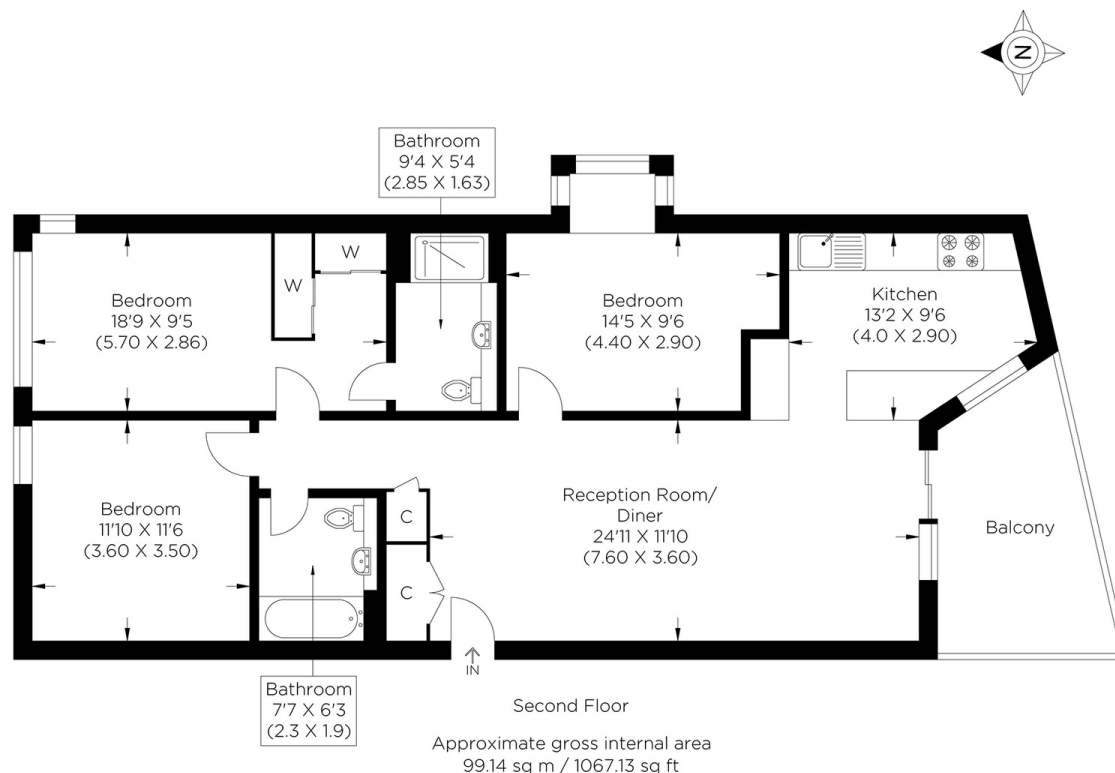 N
Bathroom
9'4 X 5'4
(2.85 X 1.63)
W
W
Bedroom
18'9 X 9'5
(5.70 X 2.86)
Bedroom
14'5 X 9'6
(4.40 X 2.90)
Kitchen
13'2 X 9'6
(4.0 X 2.90)
Bedroom
11'10 X 11'6
(3.60 X 3.50)
C
C
Reception Room/
Diner
24'11 X 11'10
(7.60 X 3.60)
Balcony
IN
Bathroom
7'7 X 6'3
(2.3 X 1.9)
Second Floor
Approximate gross internal area
99.14 sq m / 1067.13 sq ft